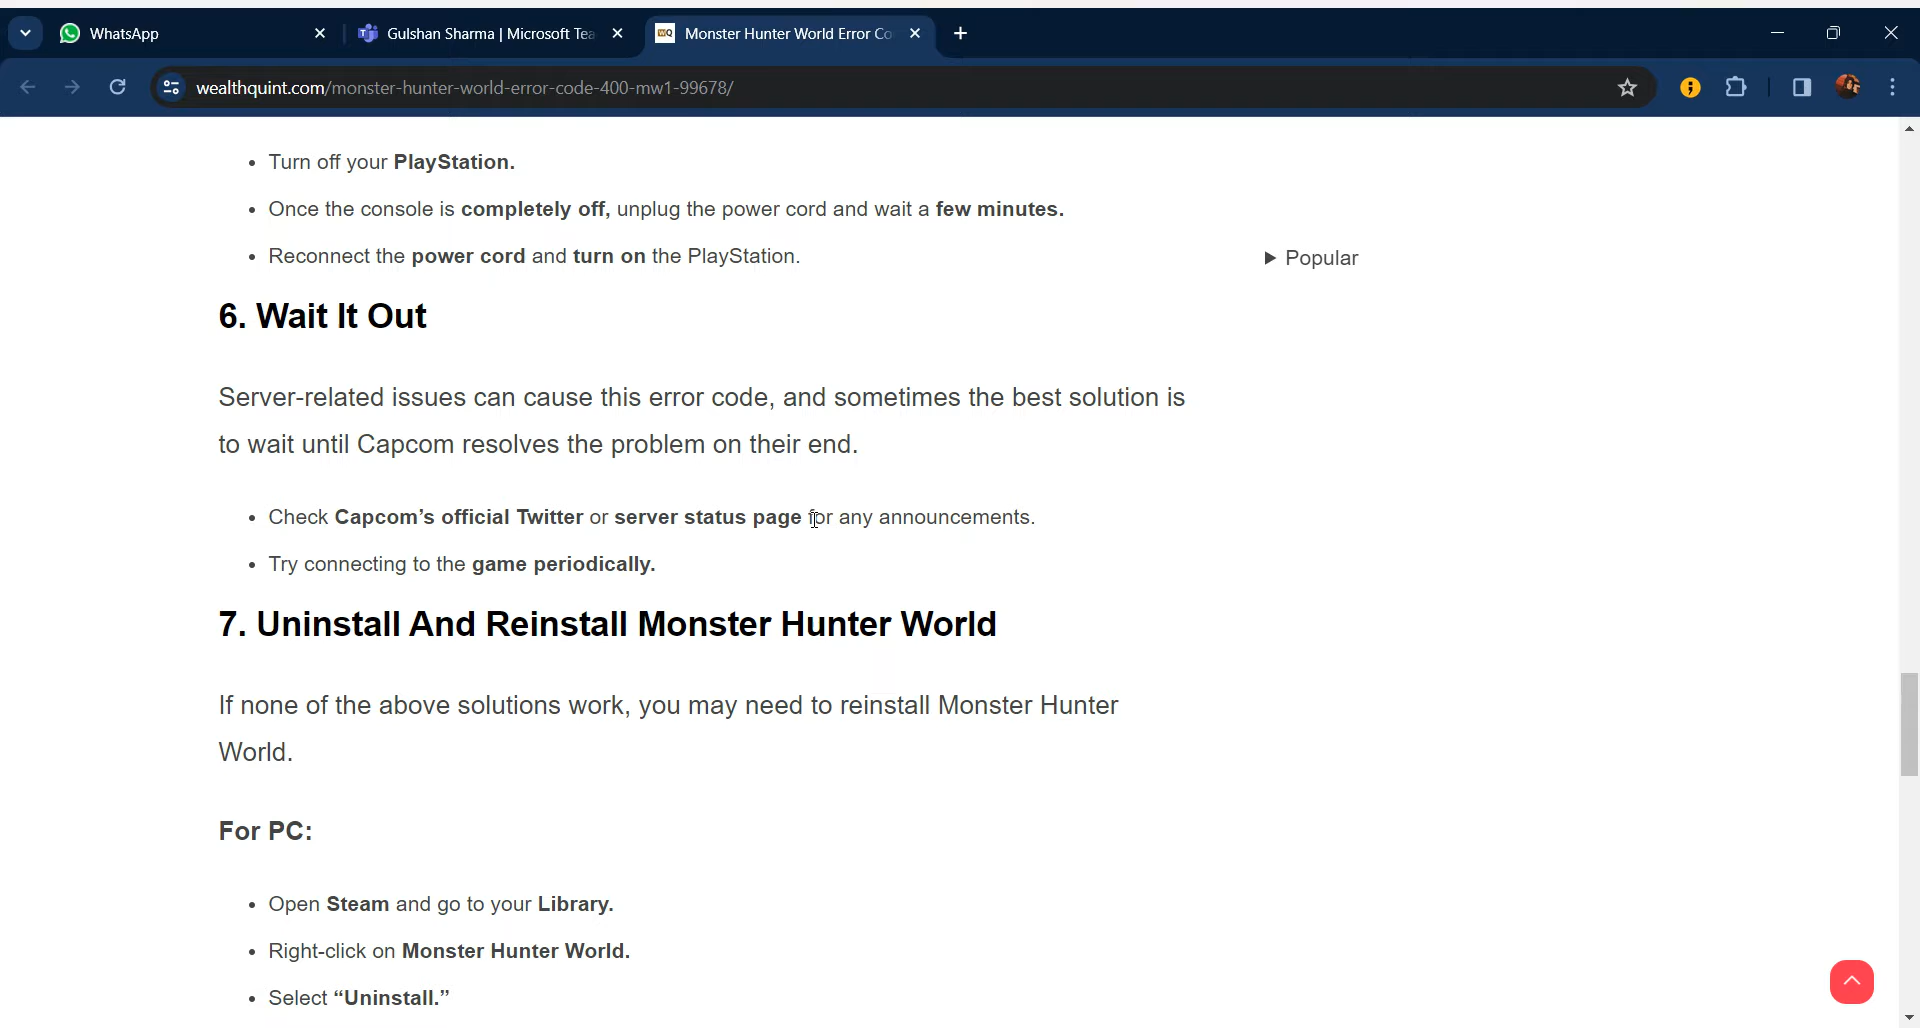 WhatsApp
Gulshan Sharma | Microsoft Tea
Monster Hunter World Error Co
wealthquint.com/monster-hunter-world-error-code-400-mw1-99678/
• Turn off your PlayStation.
• Once the console is completely off, unplug the power cord and wait a few minutes.
• Reconnect the power cord and turn on the PlayStation.
▶ Popular
6. Wait It Out
Server-related issues can cause this error code, and sometimes the best solution is
to wait until Capcom resolves the problem on their end.
• Check Capcom’s official Twitter or server status page for any announcements.
• Try connecting to the game periodically.
7. Uninstall And Reinstall Monster Hunter World
If none of the above solutions work, you may need to reinstall Monster Hunter
World.
For PC:
• Open Steam and go to your Library.
• Right-click on Monster Hunter World.
• Select “Uninstall.”